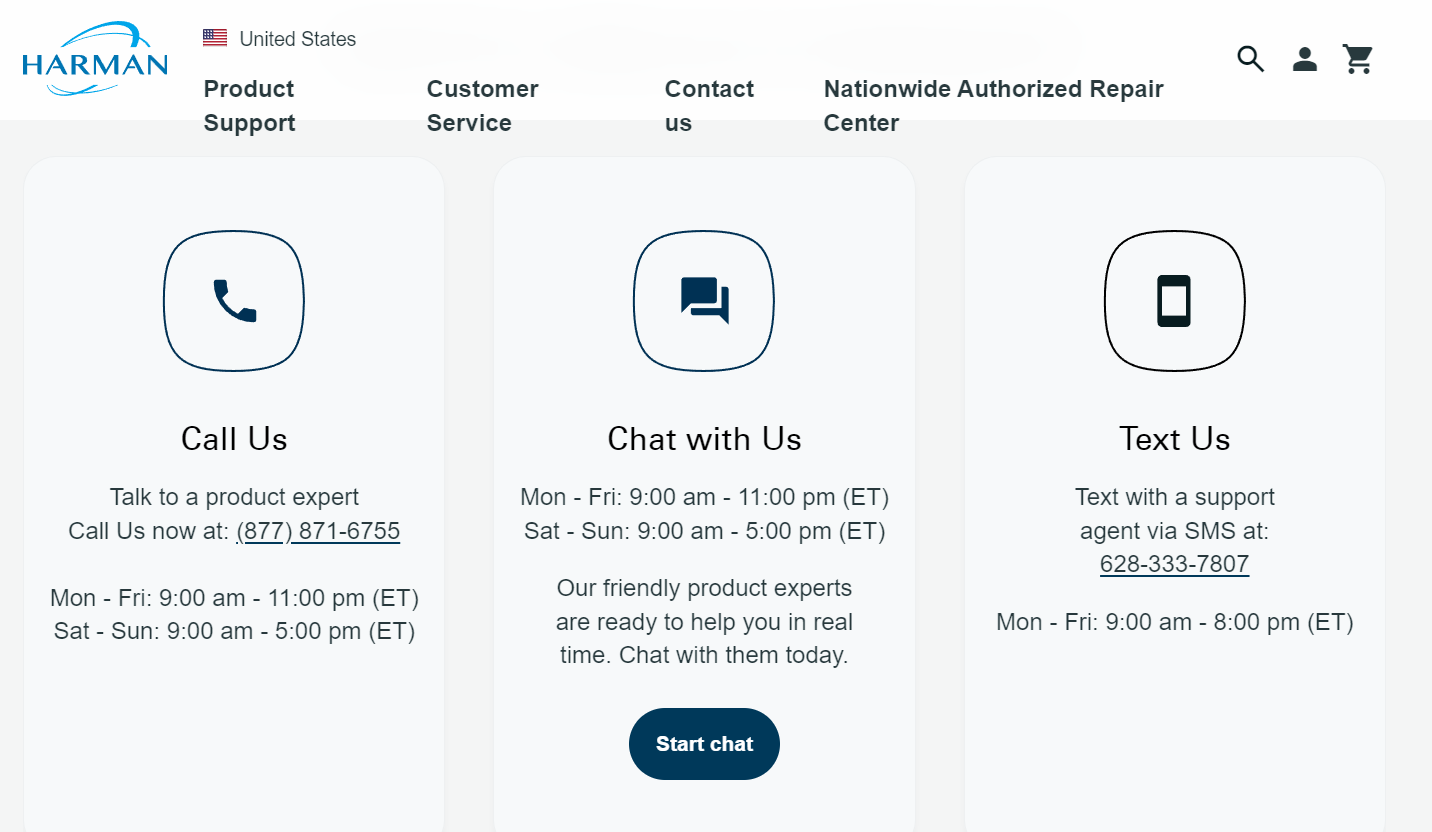 HARMAN
United States
Product Support
Customer Service
Contact us
Nationwide Authorized Repair Center
Call Us
Talk to a product expert
Call Us now at: (877) 871-6755
Mon - Fri: 9:00 am - 11:00 pm (ET)
Sat - Sun: 9:00 am - 5:00 pm (ET)
Chat with Us
Mon - Fri: 9:00 am - 11:00 pm (ET)
Sat - Sun: 9:00 am - 5:00 pm (ET)
Our friendly product experts
are ready to help you in real
time. Chat with them today.
Start chat
Text Us
Text with a support
agent via SMS at:
628-333-7807
Mon - Fri: 9:00 am - 8:00 pm (ET)